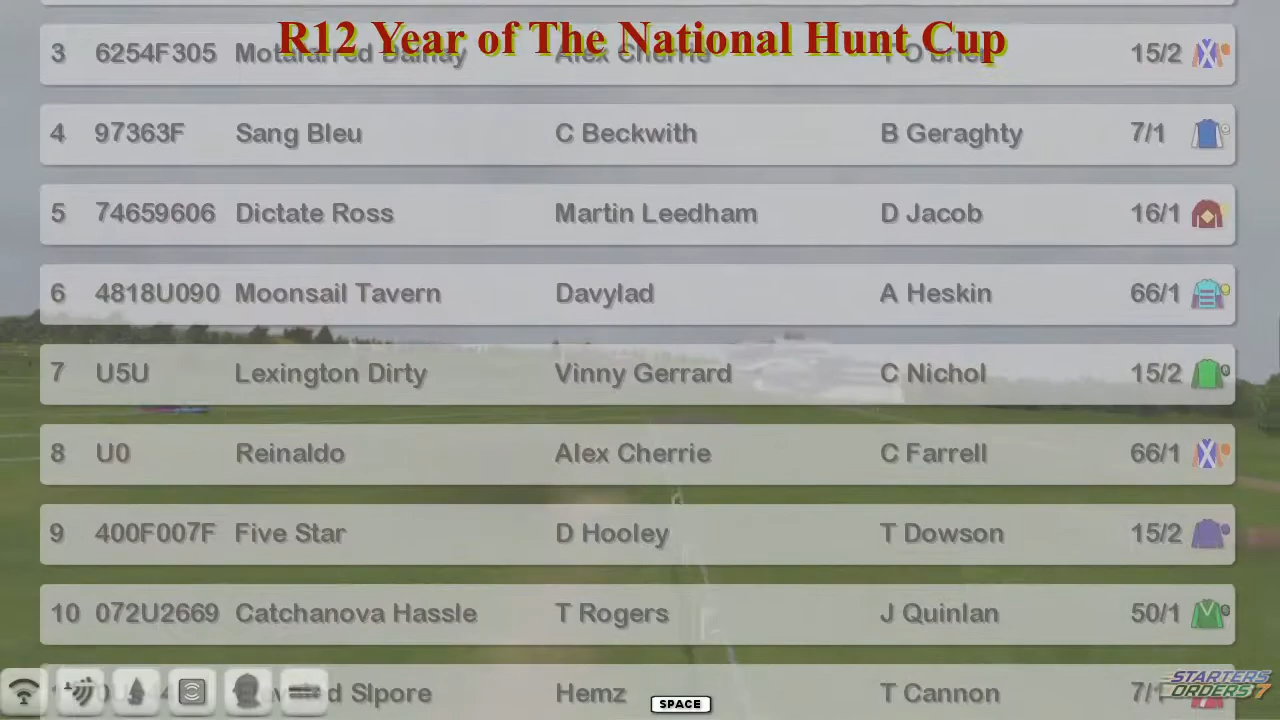 R12 Year of The National Hunt Cup
3 6254F305 Alex Cherrie 15/2
4 97363F Sang Bleu C Beckwith B Geraghty 7/1
5 74659606 Dictate Ross Martin Leedham D Jacob 16/1
6 4818U090 Moonsail Tavern Davylad A Heskin 66/1
7 U5U Lexington Dirty Vinny Gerrard C Nichol 15/2
8 U0 Reinaldo Alex Cherrie C Farrell 66/1
9 400F007F Five Star D Hooley T Dowson 15/2
10 072U2669 Catchanova Hassle T Rogers J Quinlan 50/1
Slpore Hemz T Cannon 7/1
SPACE
STARTERS ORDERS 7